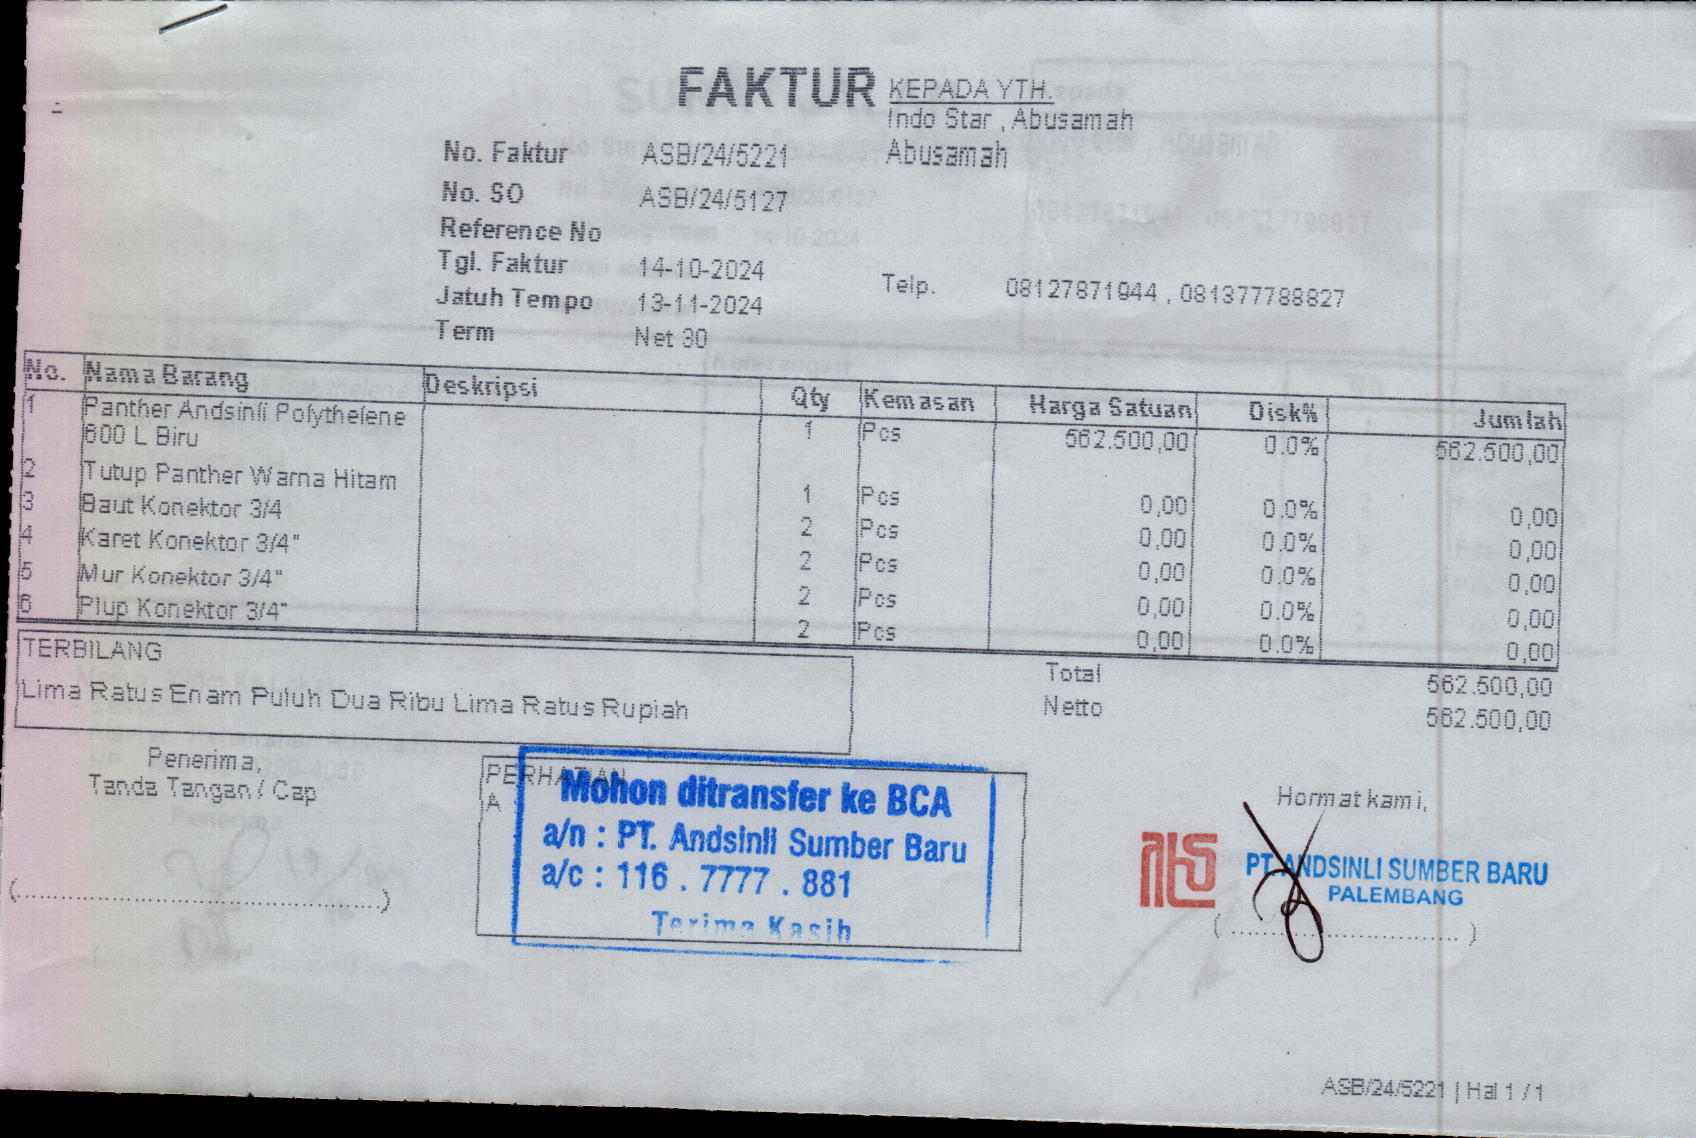 FAKTUR
KEPADA YTH.
Indo Star , Abusamah
Abusamah
No. Faktur ASB/24/5221
No. SO ASB/24/5127
Reference No
Tgl. Faktur 14-10-2024
Jatuh Tempo 13-11-2024
Term Net 30
Telp. 08127871944 , 081377788827
No. Nama Barang Deskripsi Qty Kemasan Harga Satuan Disk% Jumlah
1 Panther Andsinli Polythelene 1 Pcs 562.500,00 0.0% 562.500,00
600 L Biru
2 Tutup Panther Warna Hitam 1 Pcs 0,00 0.0% 0,00
3 Baut Konektor 3/4 2 Pcs 0,00 0.0% 0,00
4 Karet Konektor 3/4" 2 Pcs 0,00 0.0% 0,00
5 Mur Konektor 3/4" 2 Pcs 0,00 0.0% 0,00
6 Plup Konektor 3/4" 2 Pcs 0,00 0.0% 0,00
TERBILANG
Lima Ratus Enam Puluh Dua Ribu Lima Ratus Rupiah
Total 562.500,00
Netto 562.500,00
Penerima,
Tanda Tangan / Cap
PERHATIAN
A
Mohon ditransfer ke BCA
a/n : PT. Andsinli Sumber Baru
a/c : 116 . 7777 . 881
Terima Kasih
Hormat kami,
PT. ANDSINLI SUMBER BARU
PALEMBANG
ASB/24/5221 | Hal 1 / 1